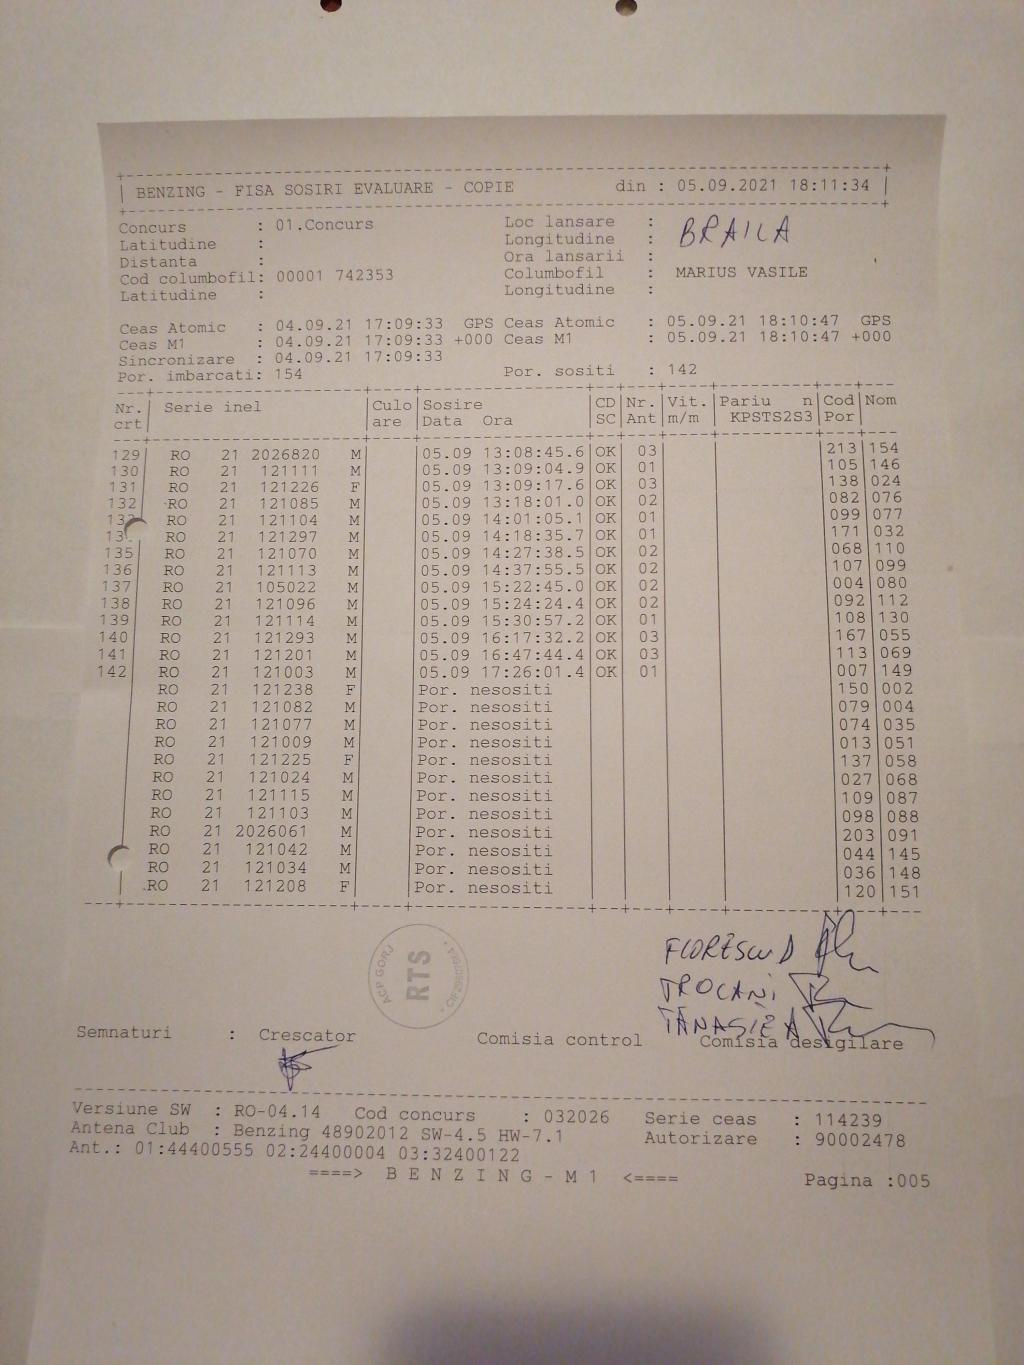 BENZING - FISA SOSIRI EVALUARE - COPIE din : 05.09.2021 18:11:34
Concurs : 01.Concurs Loc lansare : BRAILA
Latitudine : Longitudine :
Distanta : Ora lansarii :
Cod columbofil: 00001 742353 Columbofil : MARIUS VASILE
Latitudine : Longitudine :
Ceas Atomic : 04.09.21 17:09:33 GPS Ceas Atomic : 05.09.21 18:10:47 GPS
Ceas M1 : 04.09.21 17:09:33 +000 Ceas M1 : 05.09.21 18:10:47 +000
Sincronizare : 04.09.21 17:09:33
Por. imbarcati: 154 Por. sositi : 142
Nr. Serie inel Culo Sosire CD Nr. Vit. Pariu n Cod Nom
crt are Data Ora SC Ant m/m KPSTS2S3 Por
129 RO 21 2026820 M 05.09 13:08:45.6 OK 03 213 154
130 RO 21 121111 M 05.09 13:09:04.9 OK 01 105 146
131 RO 21 121226 F 05.09 13:09:17.6 OK 03 138 024
132 RO 21 121085 M 05.09 13:18:01.0 OK 02 082 076
RO 21 121104 M 05.09 14:01:05.1 OK 01 099 077
RO 21 121297 M 05.09 14:18:35.7 OK 01 171 032
135 RO 21 121070 M 05.09 14:27:38.5 OK 02 068 110
136 RO 21 121113 M 05.09 14:37:55.5 OK 02 107 099
137 RO 21 105022 M 05.09 15:22:45.0 OK 02 004 080
138 RO 21 121096 M 05.09 15:24:24.4 OK 02 092 112
139 RO 21 121114 M 05.09 15:30:57.2 OK 01 108 130
140 RO 21 121293 M 05.09 16:17:32.2 OK 03 167 055
141 RO 21 121201 M 05.09 16:47:44.4 OK 03 113 069
142 RO 21 121003 M 05.09 17:26:01.4 OK 01 007 149
RO 21 121238 F Por. nesositi 150 002
RO 21 121082 M Por. nesositi 079 004
RO 21 121077 M Por. nesositi 074 035
RO 21 121009 M Por. nesositi 013 051
RO 21 121225 F Por. nesositi 137 058
RO 21 121024 M Por. nesositi 027 068
RO 21 121115 M Por. nesositi 109 087
RO 21 121103 M Por. nesositi 098 088
RO 21 2026061 M Por. nesositi 203 091
RO 21 121042 M Por. nesositi 044 145
RO 21 121034 M Por. nesositi 036 148
RO 21 121208 F Por. nesositi 120 151
ACP GORJ
RTS
FLORESCU D
TROCANI
TANASIE A
Semnaturi : Crescator Comisia control Comisia desigilare
Versiune SW : RO-04.14 Cod concurs : 032026 Serie ceas : 114239
Antena Club : Benzing 48902012 SW-4.5 HW-7.1 Autorizare : 90002478
Ant.: 01:44400555 02:24400004 03:32400122
====> B E N Z I N G - M 1 <==== Pagina :005